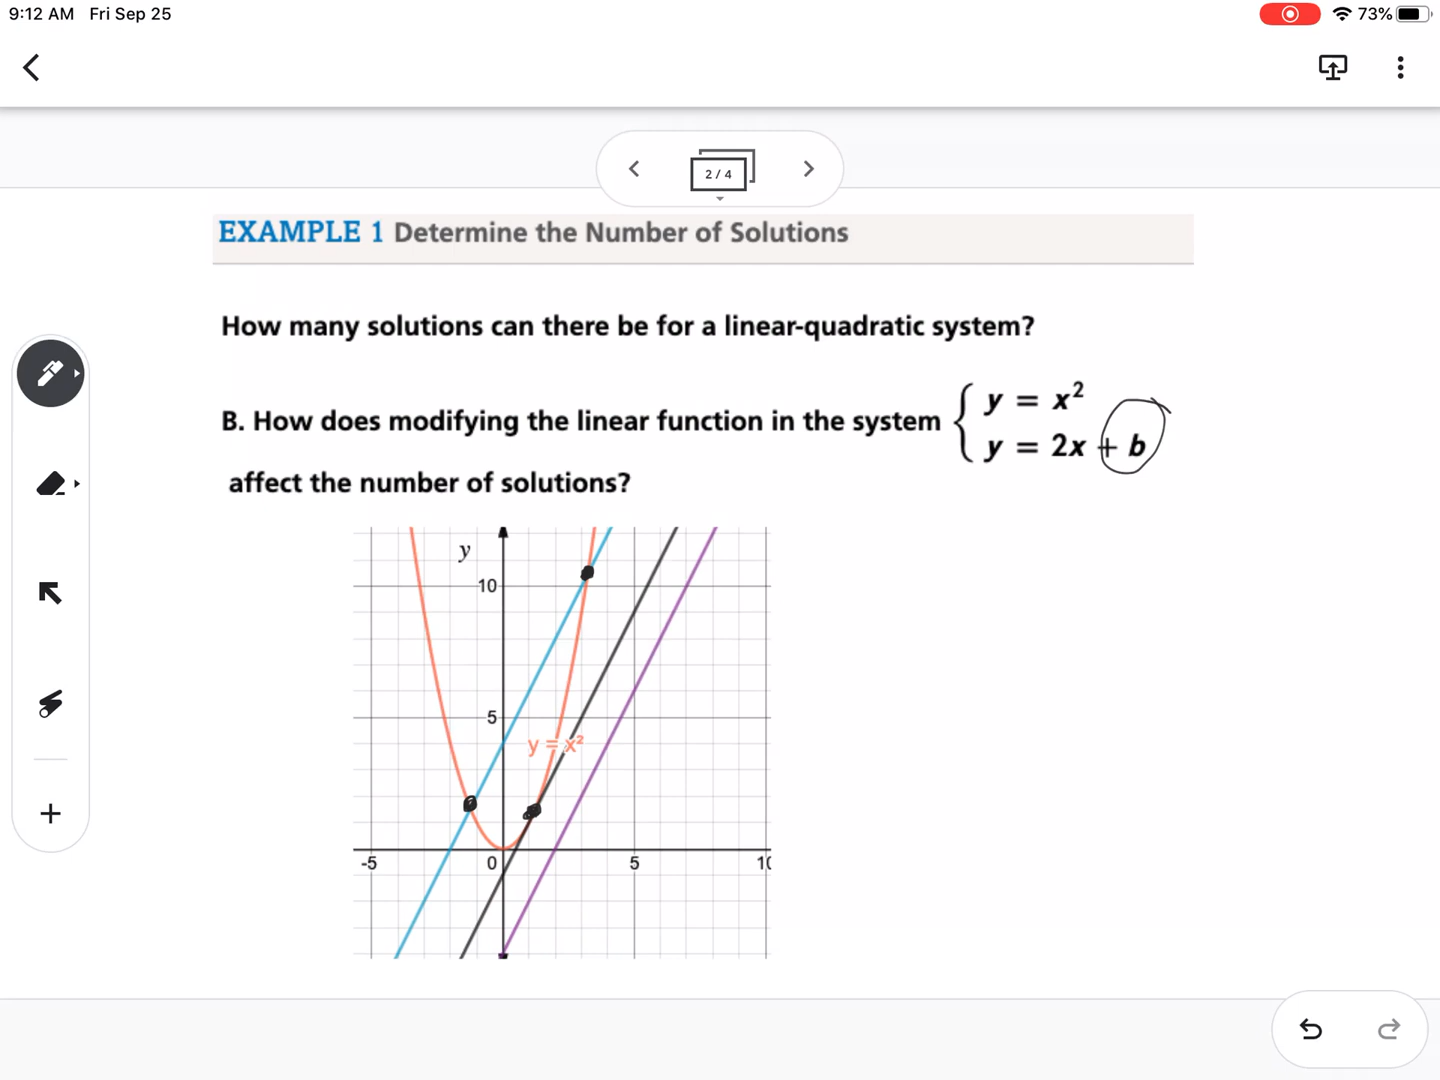 9:12 AM Fri Sep 25
73%
2 / 4
EXAMPLE 1 Determine the Number of Solutions
How many solutions can there be for a linear-quadratic system?
B. How does modifying the linear function in the system { y = x²
y = 2x + b
affect the number of solutions?
y
10
5
y = x²
-5
0
5
10